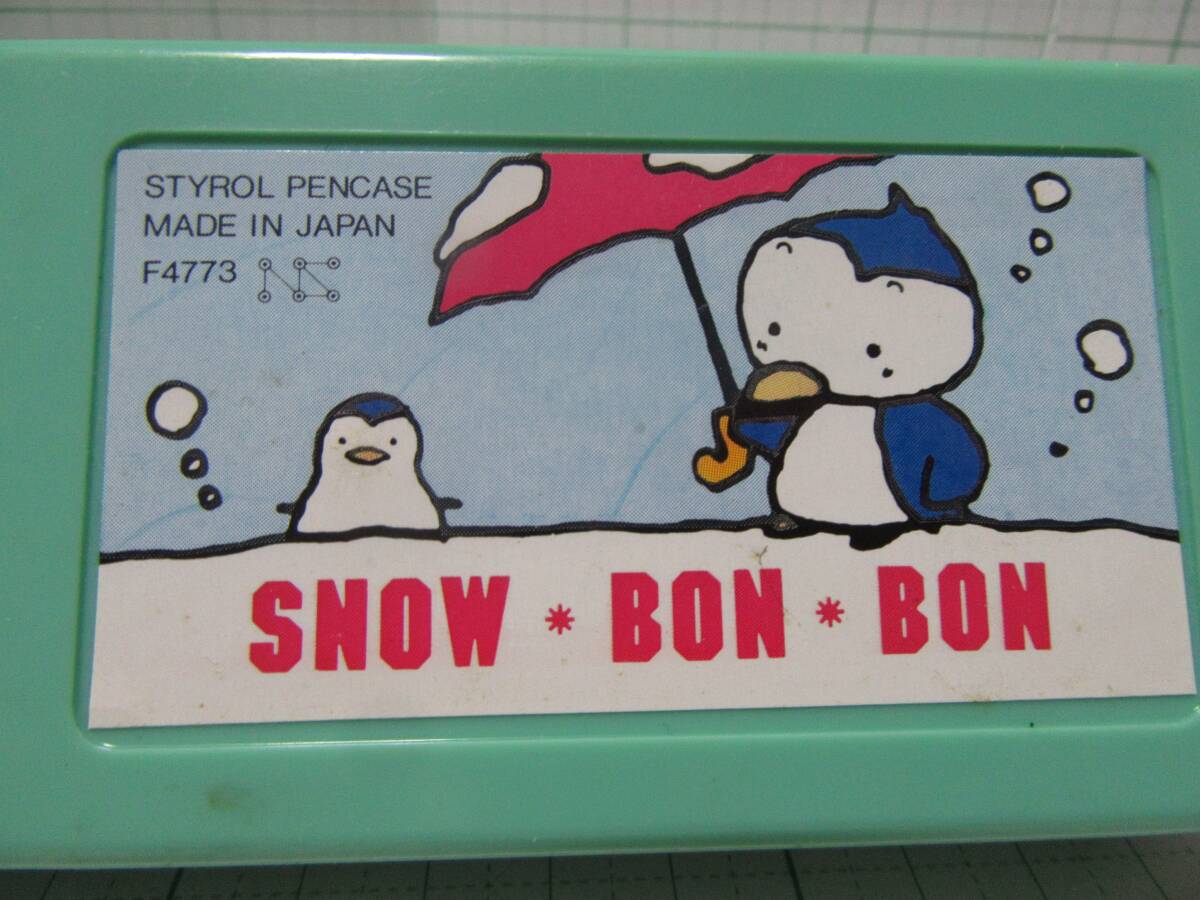 STYROL PENCASE
MADE IN JAPAN
F4773
SNOW * BON * BON